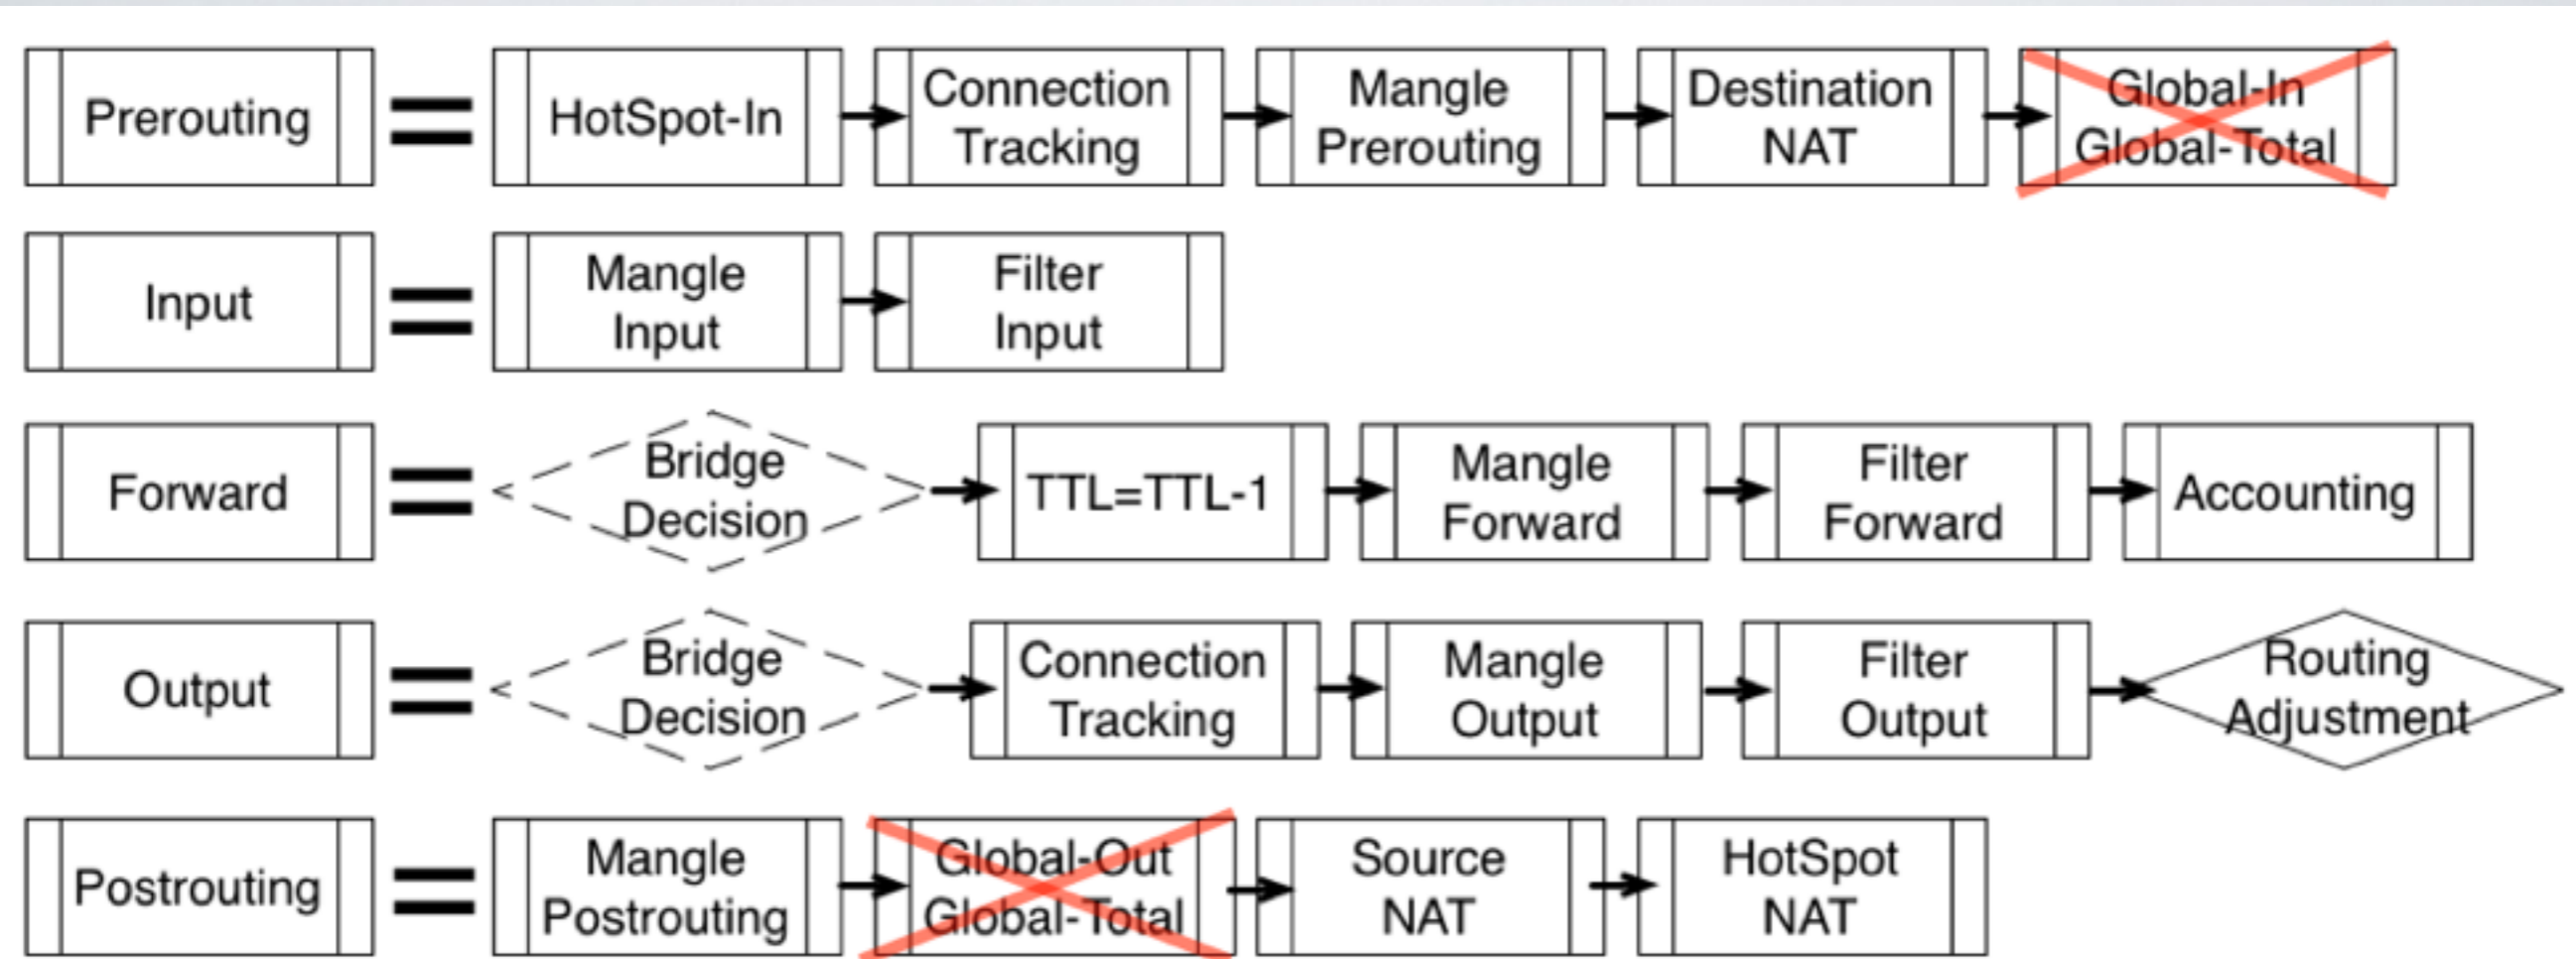 Prerouting
HotSpot-In
Connection
Tracking
Mangle
Prerouting
Destination
NAT
Global-In
Global-Total
Input
Mangle
Input
Filter
Input
Forward
Bridge
Decision
TTL=TTL-1
Mangle
Forward
Filter
Forward
Accounting
Output
Bridge
Decision
Connection
Tracking
Mangle
Output
Filter
Output
Routing
Adjustment
Postrouting
Mangle
Postrouting
Global-Out
Global-Total
Source
NAT
HotSpot
NAT